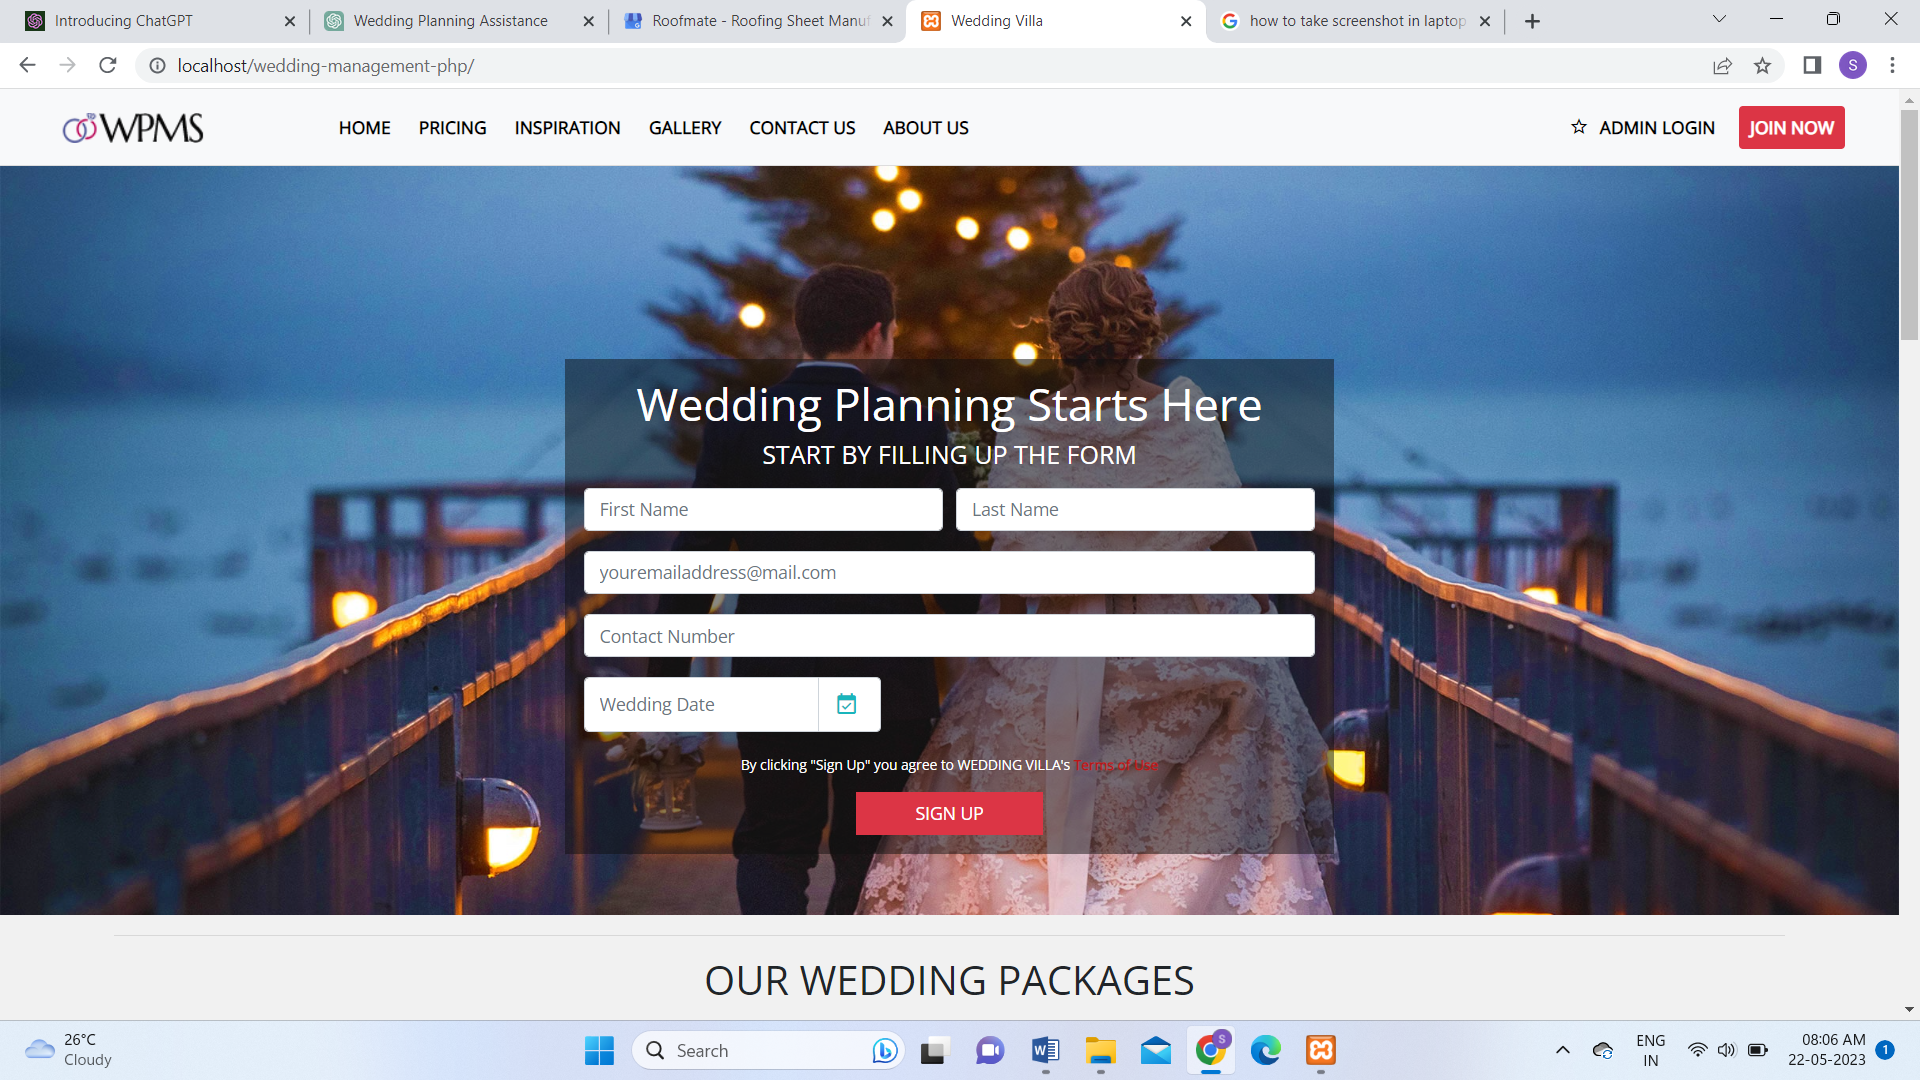 Introducing ChatGPT
Wedding Planning Assistance
Roofmate - Roofing Sheet Manuf
Wedding Villa
how to take screenshot in laptop
localhost/wedding-management-php/
S
WPMS
HOME
PRICING
INSPIRATION
GALLERY
CONTACT US
ABOUT US
ADMIN LOGIN
JOIN NOW
Wedding Planning Starts Here
START BY FILLING UP THE FORM
First Name
Last Name
youremailaddress@mail.com
Contact Number
Wedding Date
By clicking "Sign Up" you agree to WEDDING VILLA's Terms of Use
SIGN UP
OUR WEDDING PACKAGES
26°C
Cloudy
Search
S
ENG
IN
08:06 AM
22-05-2023
1